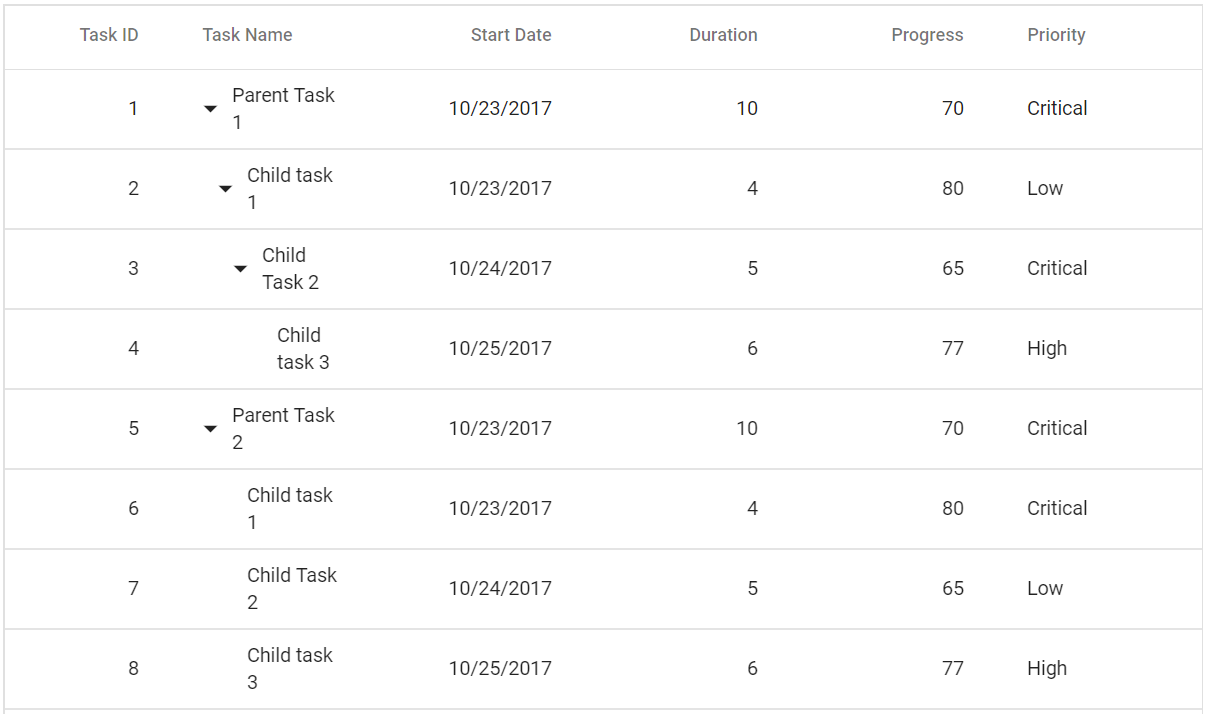 Task ID Task Name Start Date Duration Progress Priority
1 Parent Task 1 10/23/2017 10 70 Critical
2 Child task 1 10/23/2017 4 80 Low
3 Child Task 2 10/24/2017 5 65 Critical
4 Child task 3 10/25/2017 6 77 High
5 Parent Task 2 10/23/2017 10 70 Critical
6 Child task 1 10/23/2017 4 80 Critical
7 Child Task 2 10/24/2017 5 65 Low
8 Child task 3 10/25/2017 6 77 High